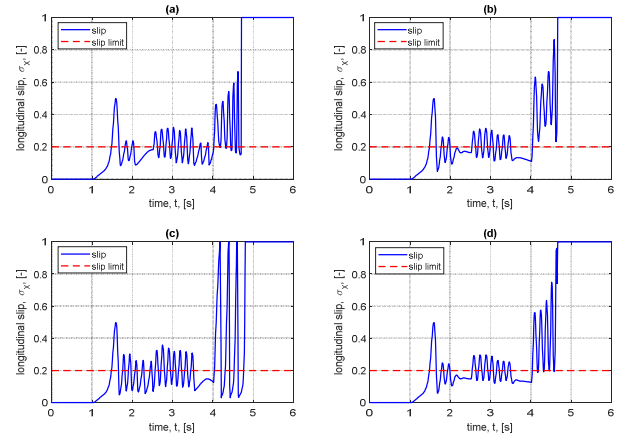 (a)
1
0.8
0.6
0.4
0.2
0
longitudinal slip, σx, [-]
slip
slip limit
0 1 2 3 4 5 6
time, t, [s]
(b)
1
0.8
0.6
0.4
0.2
0
longitudinal slip, σx, [-]
slip
slip limit
0 1 2 3 4 5 6
time, t, [s]
(c)
1
0.8
0.6
0.4
0.2
0
longitudinal slip, σx, [-]
slip
slip limit
0 1 2 3 4 5 6
time, t, [s]
(d)
1
0.8
0.6
0.4
0.2
0
longitudinal slip, σx, [-]
slip
slip limit
0 1 2 3 4 5 6
time, t, [s]